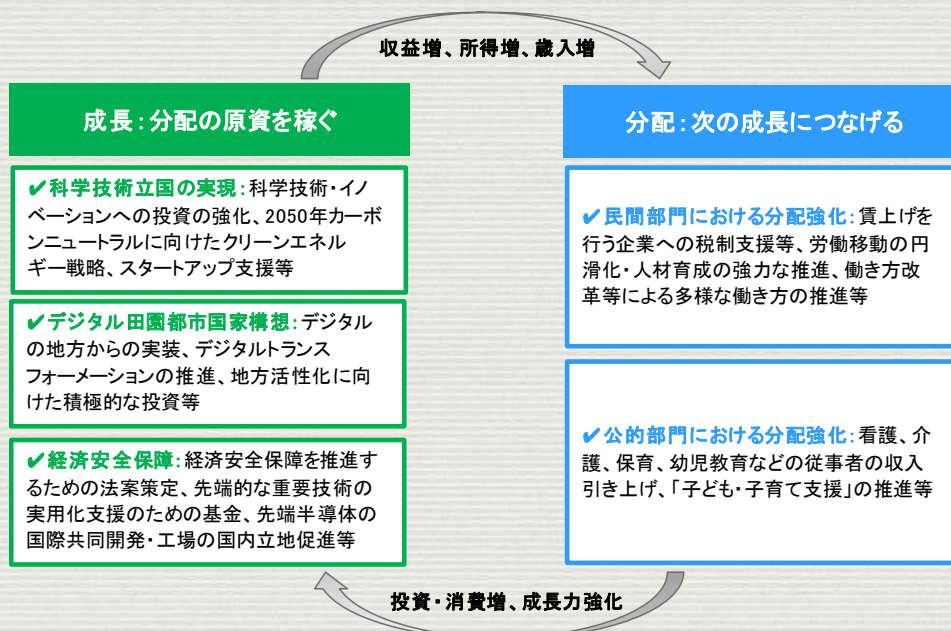 収益増、所得増、歳入増
成長：分配の原資を稼ぐ
✔科学技術立国の実現：科学技術・イノ
ベーションへの投資の強化、2050年カーボ
ンニュートラルに向けたクリーンエネル
ギー戦略、スタートアップ支援等
✔デジタル田園都市国家構想：デジタル
の地方からの実装、デジタルトランス
フォーメーションの推進、地方活性化に向
けた積極的な投資等
✔経済安全保障：経済安全保障を推進す
るための法案策定、先端的な重要技術の
実用化支援のための基金、先端半導体の
国際共同開発・工場の国内立地促進等
分配：次の成長につなげる
✔民間部門における分配強化：賃上げを
行う企業への税制支援等、労働移動の円
滑化・人材育成の強力な推進、働き方改
革等による多様な働き方の推進等
✔公的部門における分配強化：看護、介
護、保育、幼児教育などの従事者の収入
引き上げ、「子ども・子育て支援」の推進等
投資・消費増、成長力強化